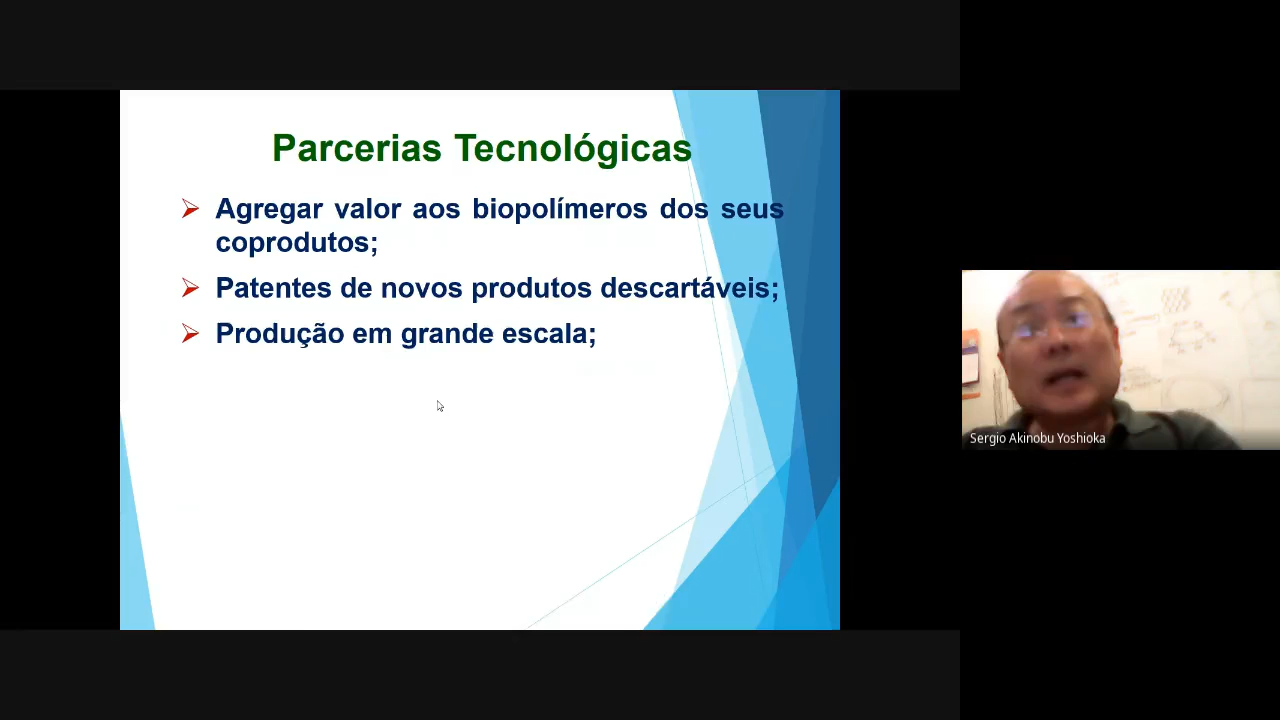 Parcerias Tecnológicas
Agregar valor aos biopolímeros dos seus
coprodutos;
Patentes de novos produtos descartáveis;
Produção em grande escala;
Sergio Akinobu Yoshioka